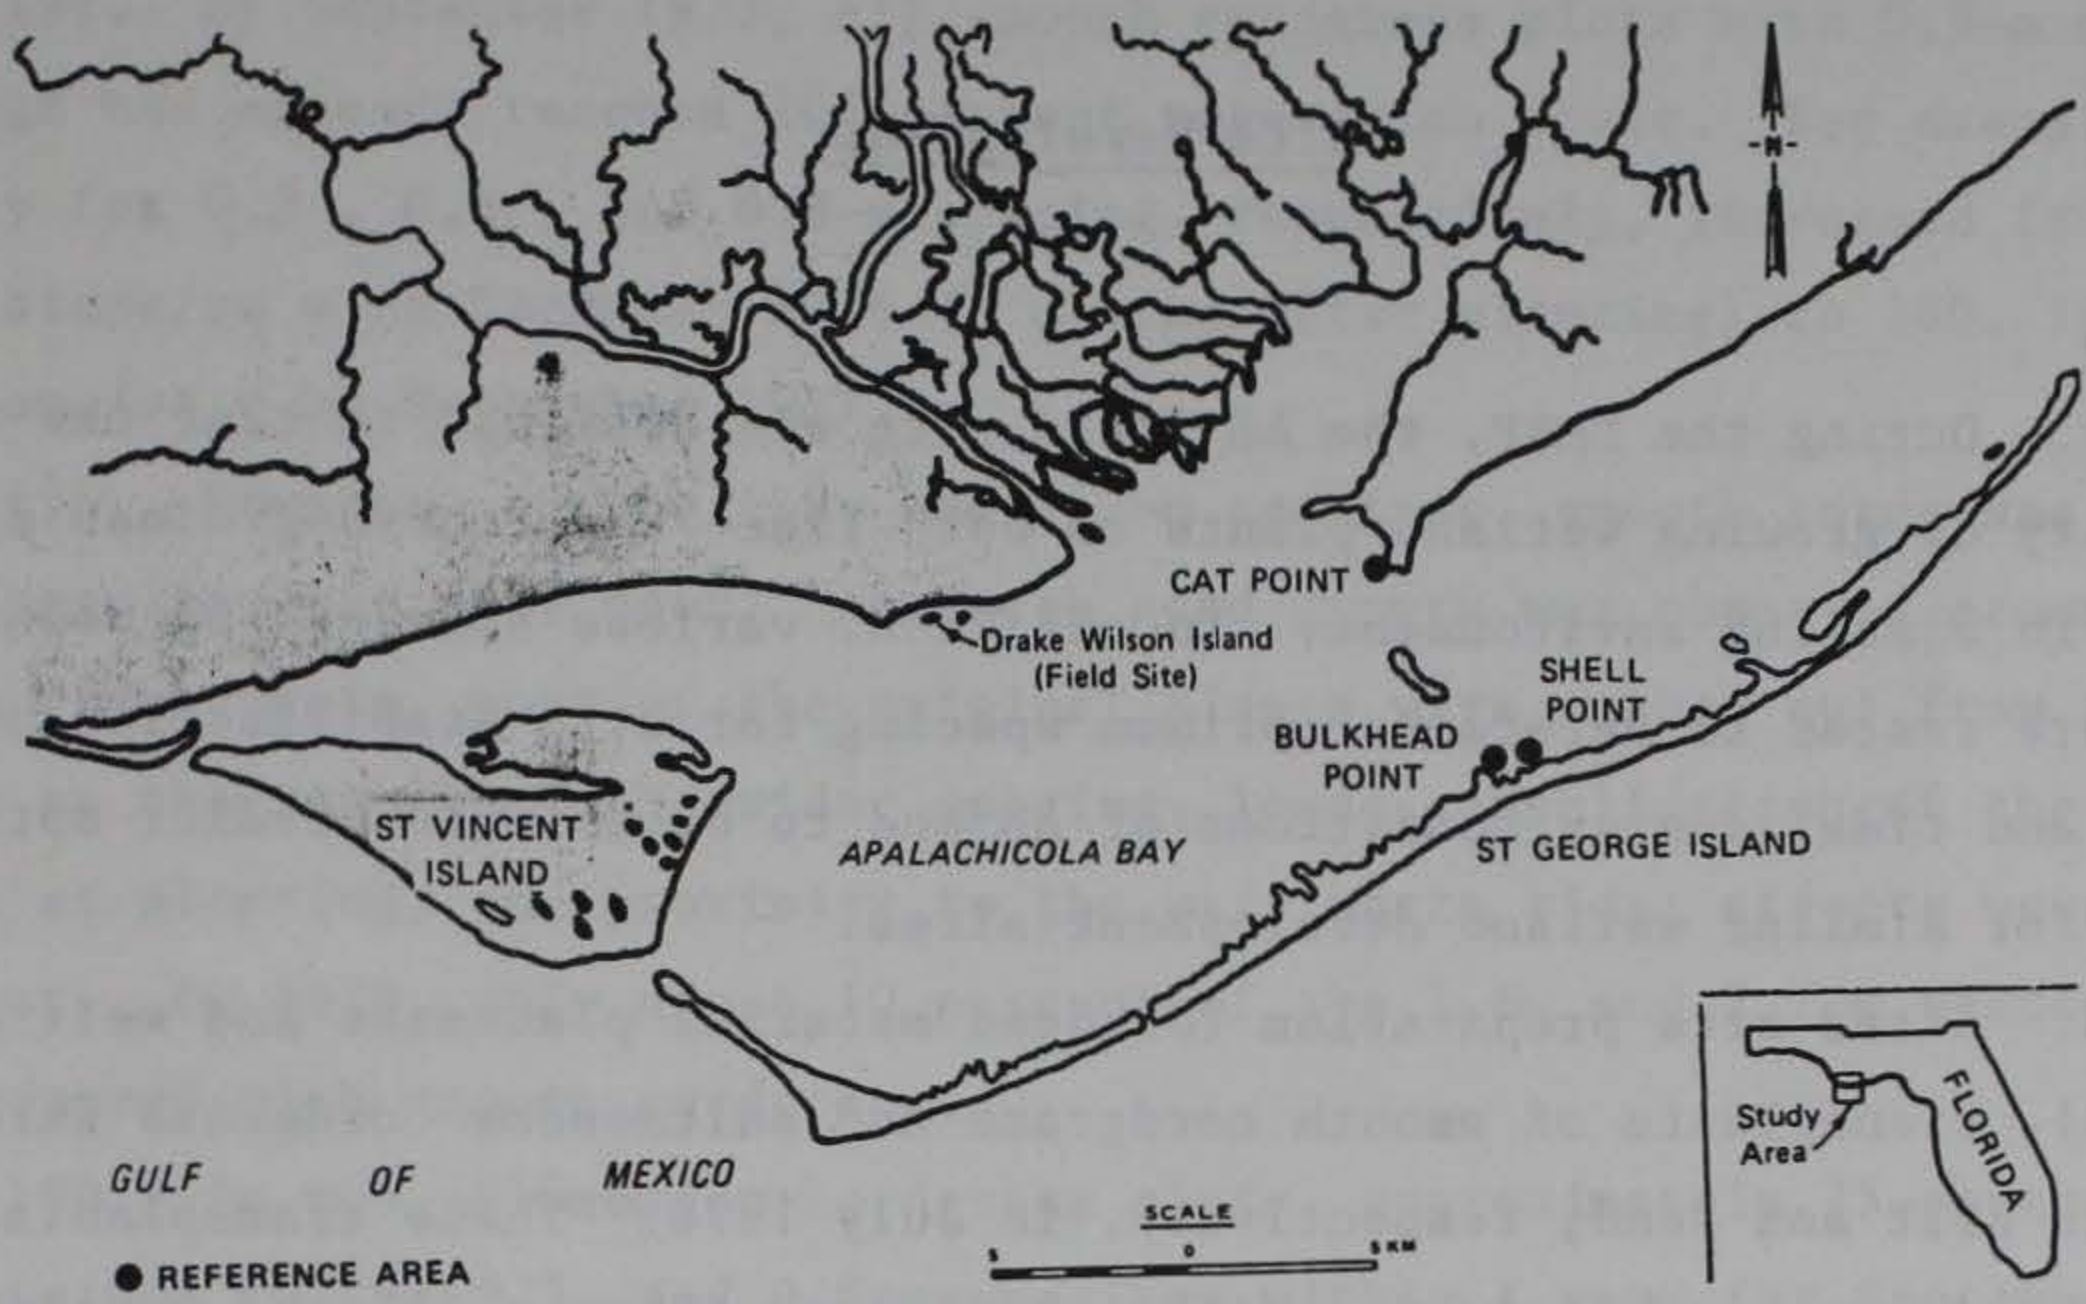 -N-
CAT POINT
Drake Wilson Island
(Field Site)
SHELL
POINT
BULKHEAD
POINT
ST VINCENT
ISLAND
APALACHICOLA BAY
ST GEORGE ISLAND
Study
Area
FLORIDA
GULF OF MEXICO
SCALE
5 0 5 KM
● REFERENCE AREA